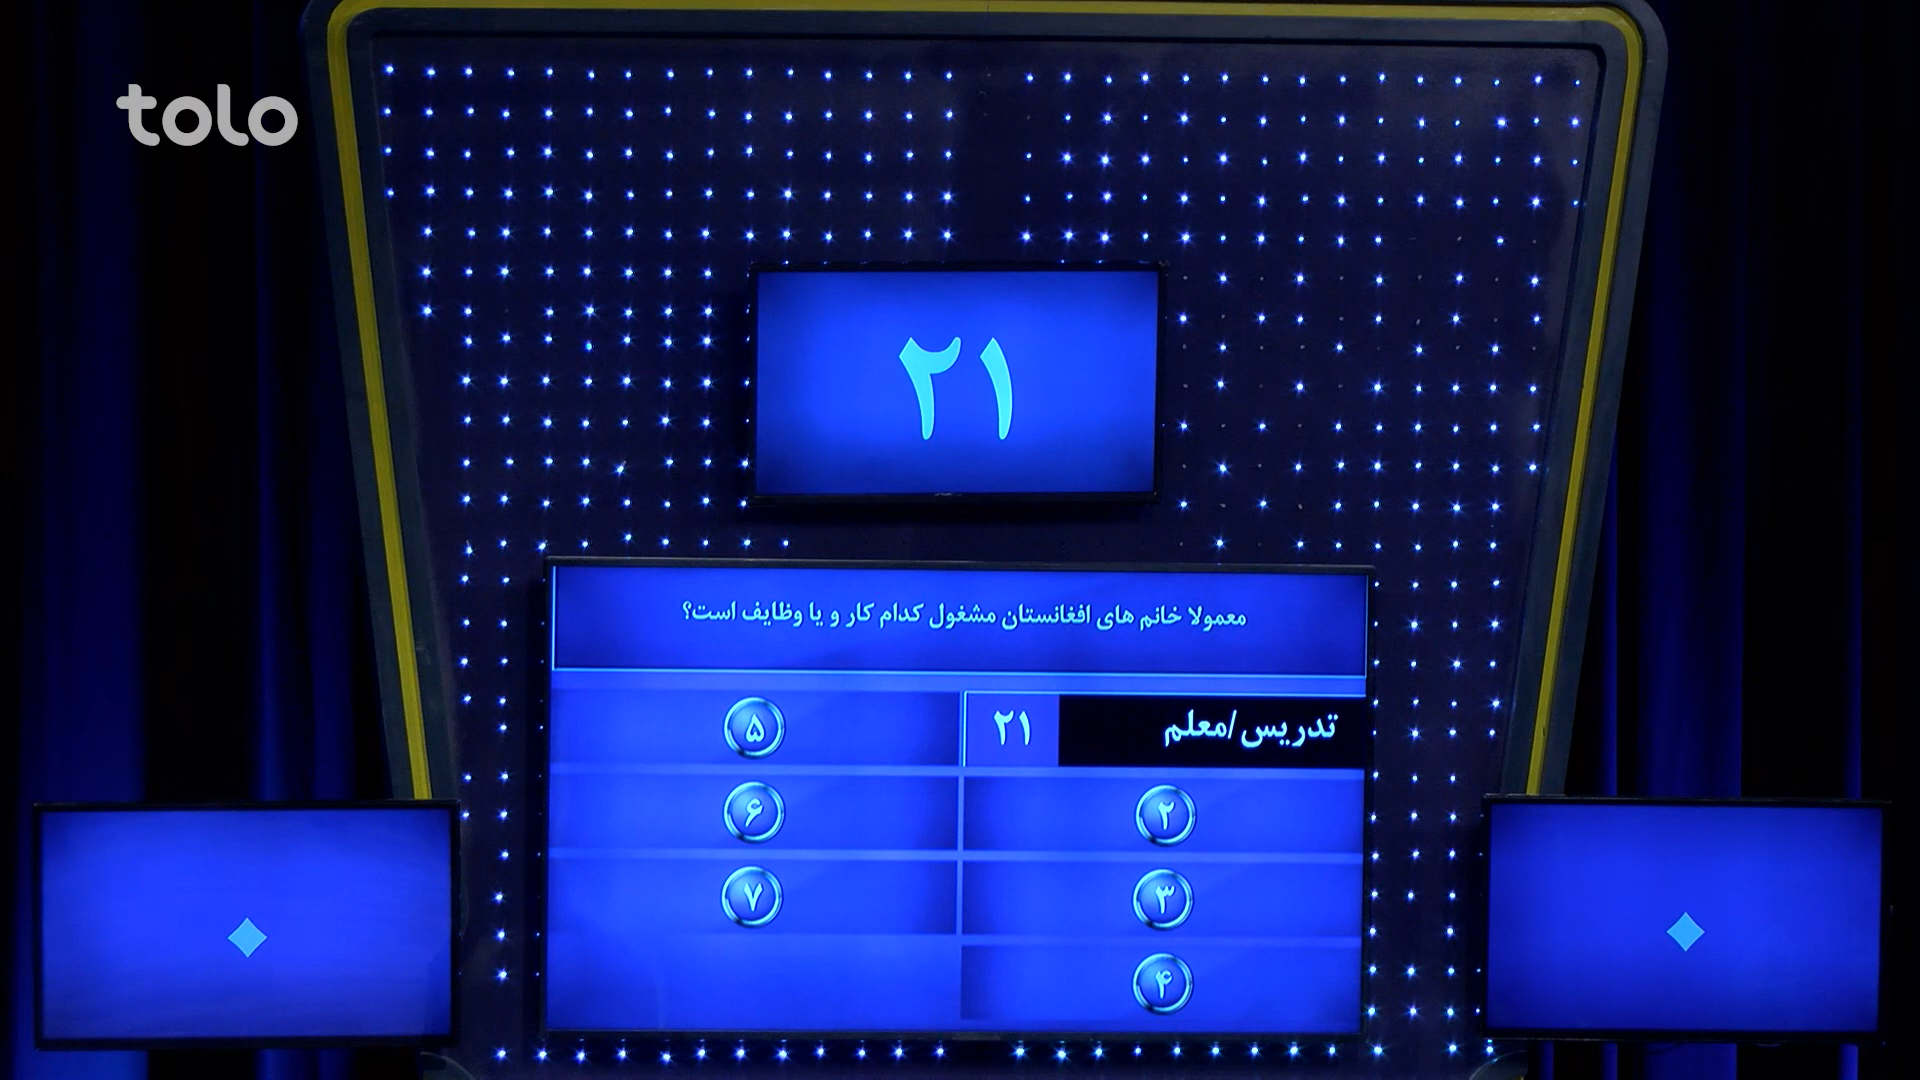 tolo
۲۱
معمولا خانم های افغانستان مشغول کدام کار و یا وظایف است؟
تدریس/معلم ۲۱
۲
۳
۴
۵
۶
۷